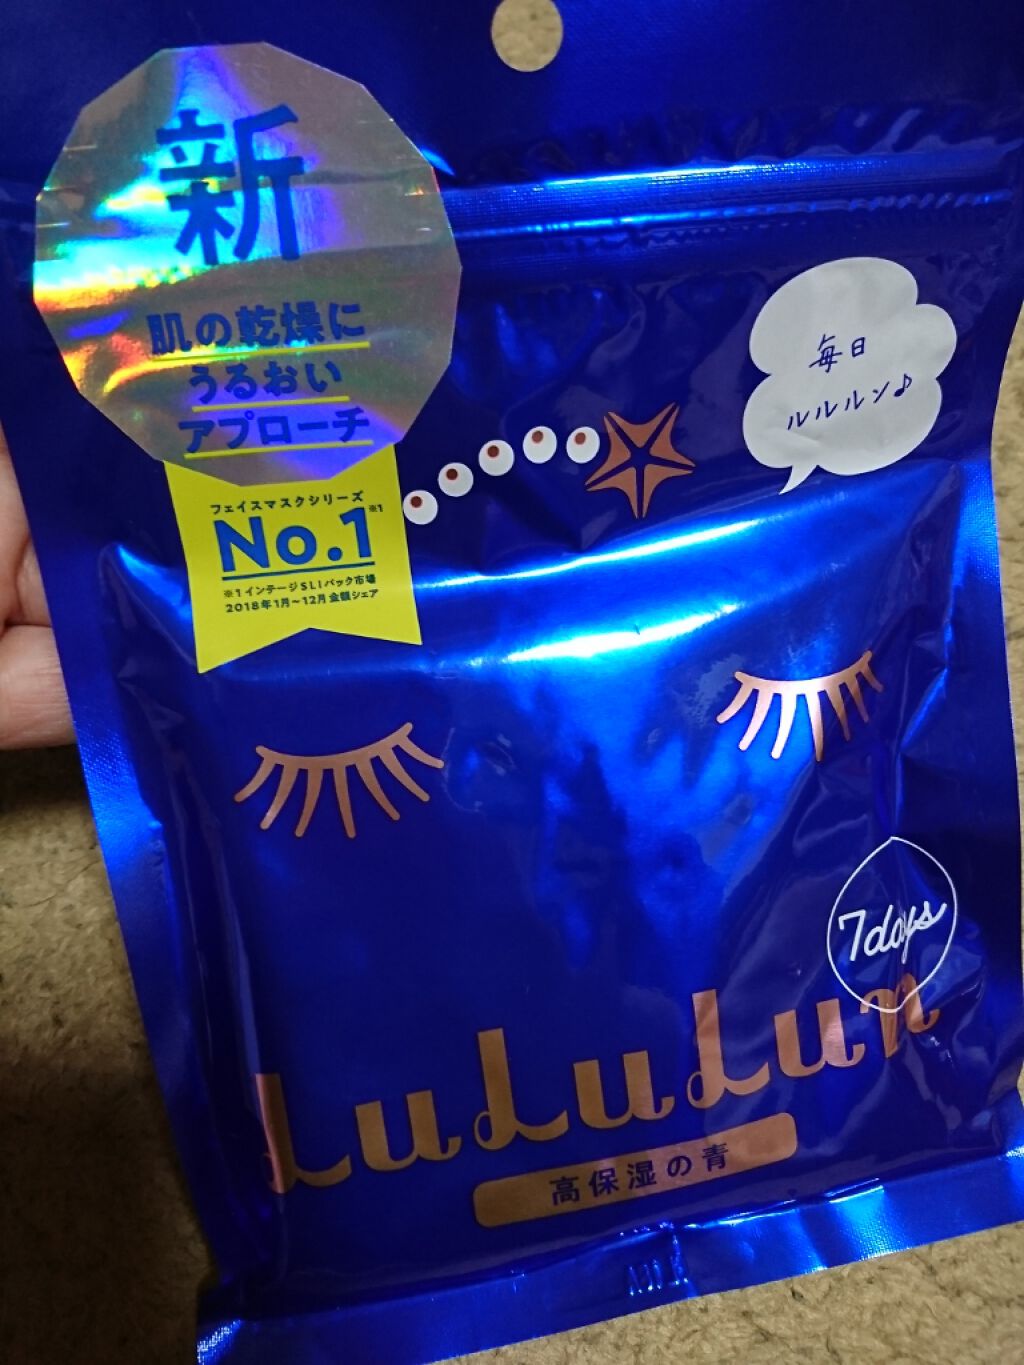 新
肌の乾燥に
うるおい
アプローチ
フェイスマスクシリーズ
No.1※1
※1 インテージSLIパック市場
2018年1月～12月 金額シェア
毎日
ルルルン♪
7days
LuLuLun
高保湿の青